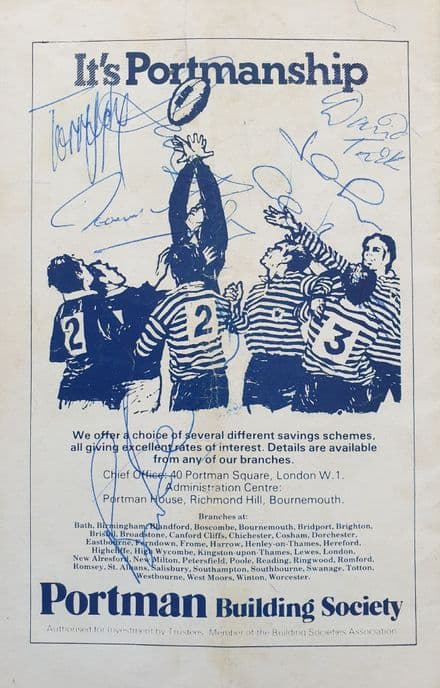 It's Portmanship
David
2
2
3
We offer a choice of several different savings schemes,
all giving excellent rates of interest. Details are available
from any of our branches.
Chief Office: 40 Portman Square, London W.1.
Administration Centre:
Portman House, Richmond Hill, Bournemouth.
Branches at:
Bath, Birmingham, Blandford, Boscombe, Bournemouth, Bridport, Brighton,
Bristol, Broadstone, Canford Cliffs, Chichester, Cosham, Dorchester,
Eastbourne, Ferndown, Frome, Harrow, Henley-on-Thames, Hereford,
Highcliffe, High Wycombe, Kingston-upon-Thames, Lewes, London,
New Alresford, New Milton, Petersfield, Poole, Reading, Ringwood, Romford,
Romsey, St. Albans, Salisbury, Southampton, Southbourne, Swanage, Totton,
Westbourne, West Moors, Winton, Worcester.
Portman Building Society
Authorised for Investment by Trustees. Member of the Building Societies Association.